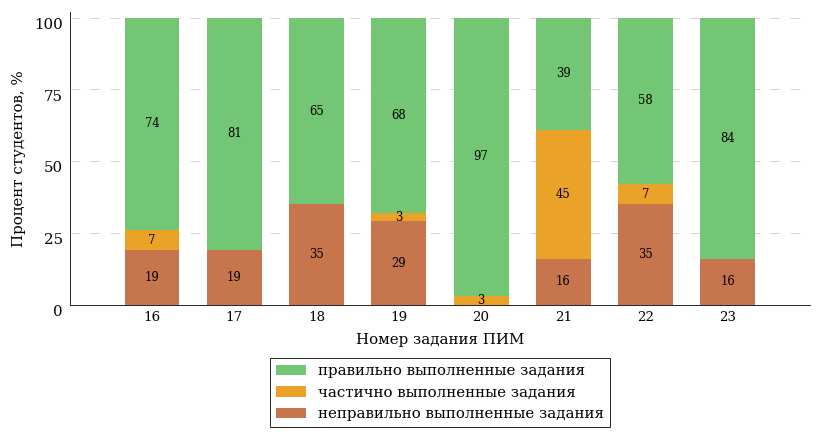 100
75
50
25
0
Процент студентов, %
74 81 65 68 97 39 58 84
7 3 3 45 7
19 19 35 29 16 35 16
16 17 18 19 20 21 22 23
Номер задания ПИМ
правильно выполненные задания
частично выполненные задания
неправильно выполненные задания